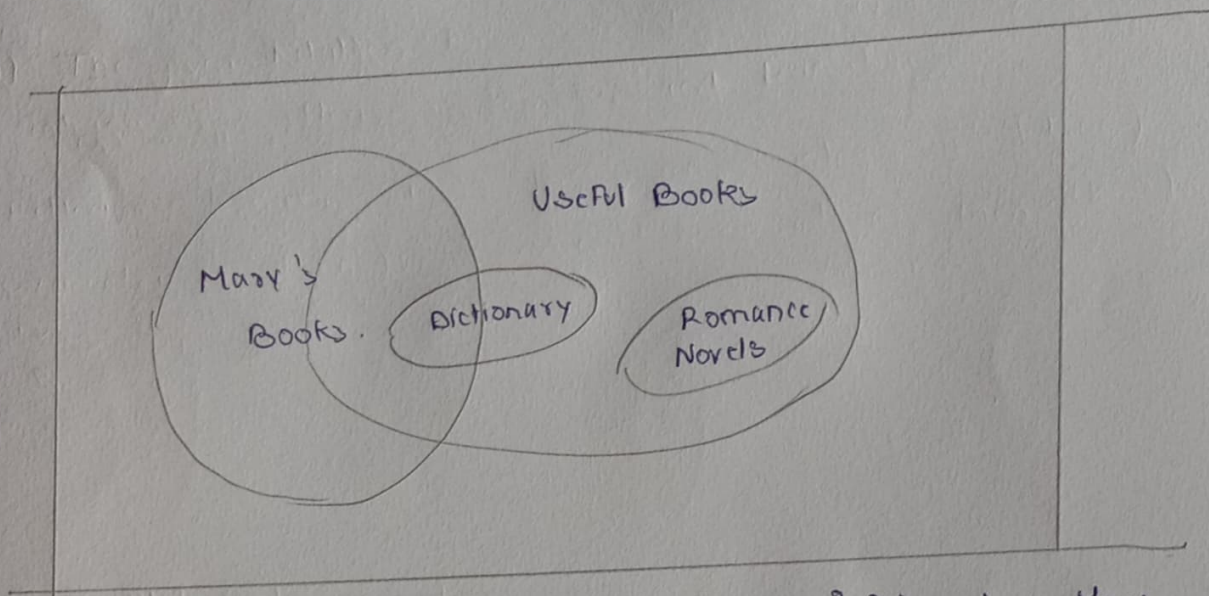 Useful Books
Mary's
Books.
Dictionary
Romance
Novels